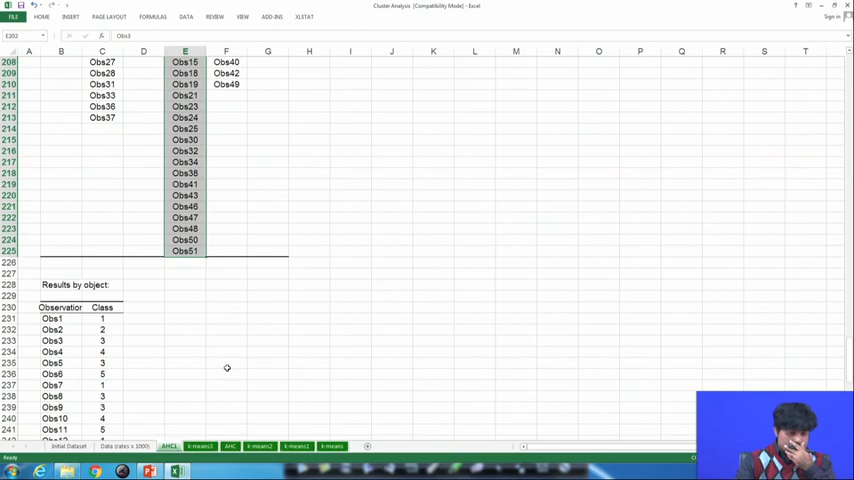 Cluster Analysis [Compatibility Mode] - Excel
Sign in
FILE HOME INSERT PAGE LAYOUT FORMULAS DATA REVIEW VIEW ADD-INS XLSTAT
E202 fx Obs3
A B C D E F G H I J K L M N O P Q R S T
208 Obs27 Obs15 Obs40
209 Obs28 Obs18 Obs42
210 Obs31 Obs19 Obs49
211 Obs33 Obs21
212 Obs36 Obs23
213 Obs37 Obs24
214 Obs25
215 Obs30
216 Obs32
217 Obs34
218 Obs38
219 Obs41
220 Obs43
221 Obs46
222 Obs47
223 Obs48
224 Obs50
225 Obs51
226
227
228 Results by object:
229
230 Observation Class
231 Obs1 1
232 Obs2 2
233 Obs3 3
234 Obs4 4
235 Obs5 3
236 Obs6 5
237 Obs7 1
238 Obs8 3
239 Obs9 3
240 Obs10 4
241 Obs11 5
Initial Dataset Data (rates x 1000) AHC1 k-means3 AHC k-means2 k-means1 k-means
Ready